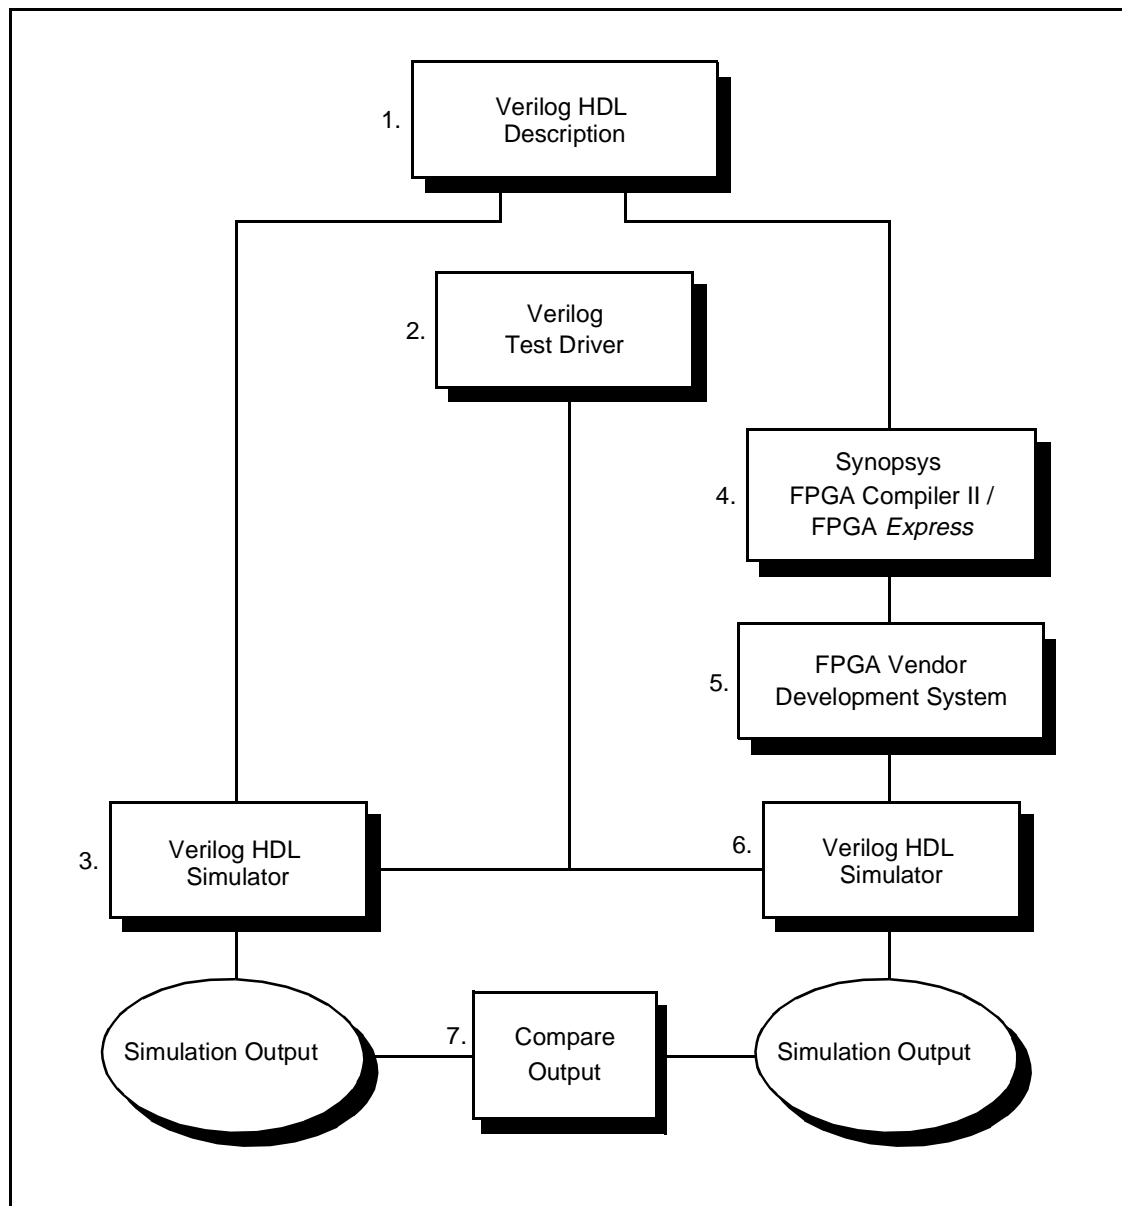 1.
Verilog HDL
Description
2.
Verilog
Test Driver
4.
Synopsys
FPGA Compiler II /
FPGA Express
5.
FPGA Vendor
Development System
3.
Verilog HDL
Simulator
6.
Verilog HDL
Simulator
Simulation Output
7.
Compare
Output
Simulation Output